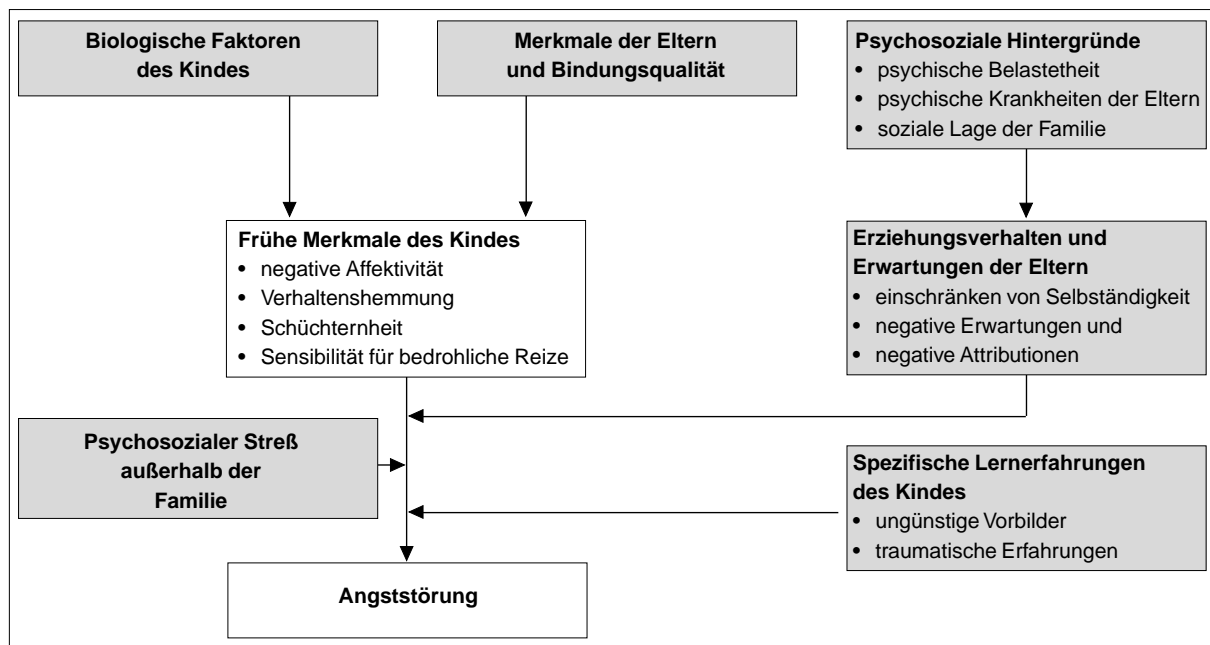 Biologische Faktoren
des Kindes
Merkmale der Eltern
und Bindungsqualität
Psychosoziale Hintergründe
• psychische Belastetheit
• psychische Krankheiten der Eltern
• soziale Lage der Familie
Frühe Merkmale des Kindes
• negative Affektivität
• Verhaltenshemmung
• Schüchternheit
• Sensibilität für bedrohliche Reize
Erziehungsverhalten und
Erwartungen der Eltern
• einschränken von Selbständigkeit
• negative Erwartungen und
• negative Attributionen
Psychosozialer Streß
außerhalb der
Familie
Spezifische Lernerfahrungen
des Kindes
• ungünstige Vorbilder
• traumatische Erfahrungen
Angststörung